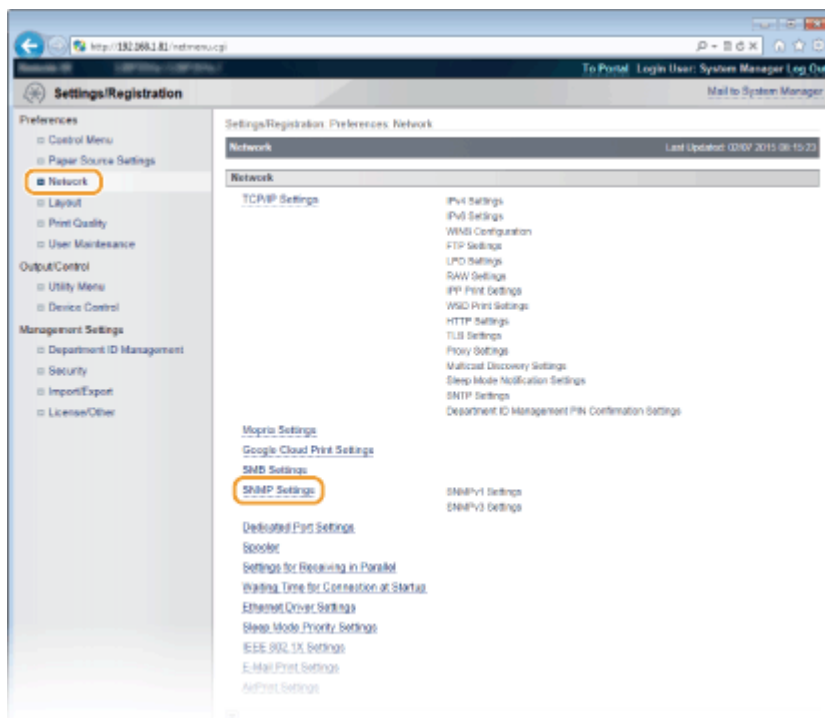 http://192.168.1.81/netmenu.cgi
To Portal Login User: System Manager Log Ou
Settings/Registration
Mail to System Manager
Preferences
Control Menu
Paper Source Settings
Network
Layout
Print Quality
User Maintenance
Output/Control
Utility Menu
Device Control
Management Settings
Department ID Management
Security
Import/Export
License/Other
Settings/Registration: Preferences: Network
Network
Last Updated: 02/07 2015 08:15:23
Network
TCP/IP Settings
IPv4 Settings
IPv6 Settings
WINS Configuration
FTP Settings
LPD Settings
RAW Settings
IPP Print Settings
WSD Print Settings
HTTP Settings
TLS Settings
Proxy Settings
Multicast Discovery Settings
Sleep Mode Notification Settings
SNTP Settings
Department ID Management PIN Confirmation Settings
Mopria Settings
Google Cloud Print Settings
SMB Settings
SNMP Settings
SNMPv1 Settings
SNMPv3 Settings
Dedicated Port Settings
Spooler
Settings for Receiving in Parallel
Waiting Time for Connection at Startup
Ethernet Driver Settings
Sleep Mode Priority Settings
IEEE 802.1X Settings
E-Mail Print Settings
AirPrint Settings